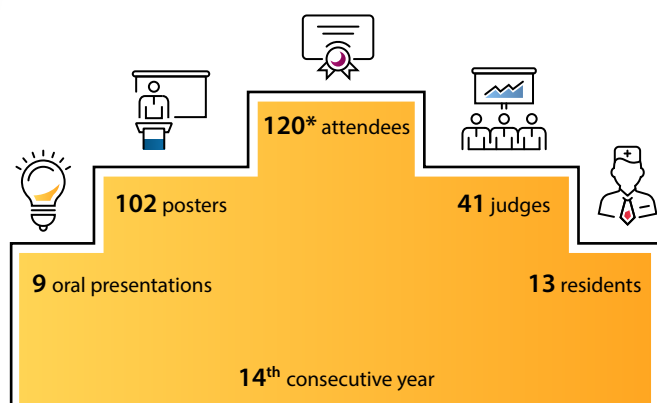 120* attendees
102 posters
41 judges
9 oral presentations
13 residents
14th consecutive year